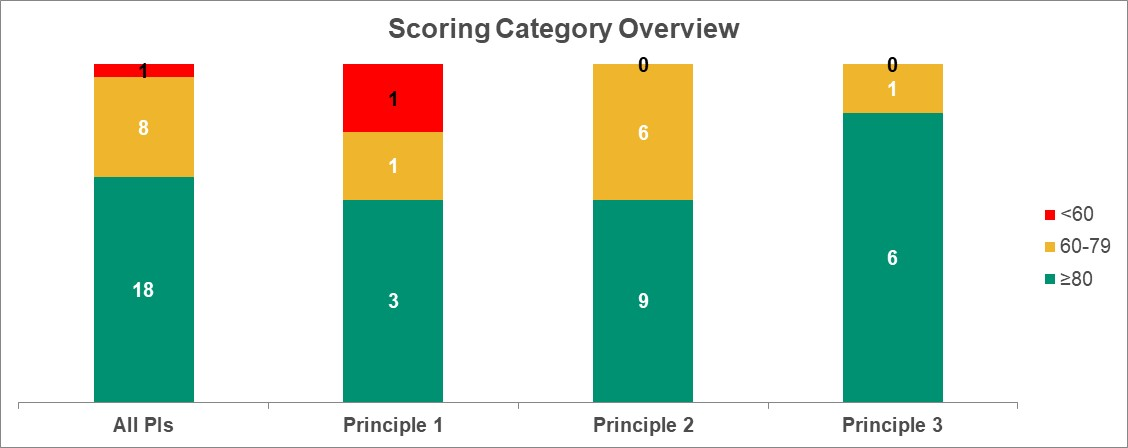 Scoring Category Overview
1 1 0 0
8 1 6 1
18 3 9 6
<60
60-79
≥80
All PIs Principle 1 Principle 2 Principle 3